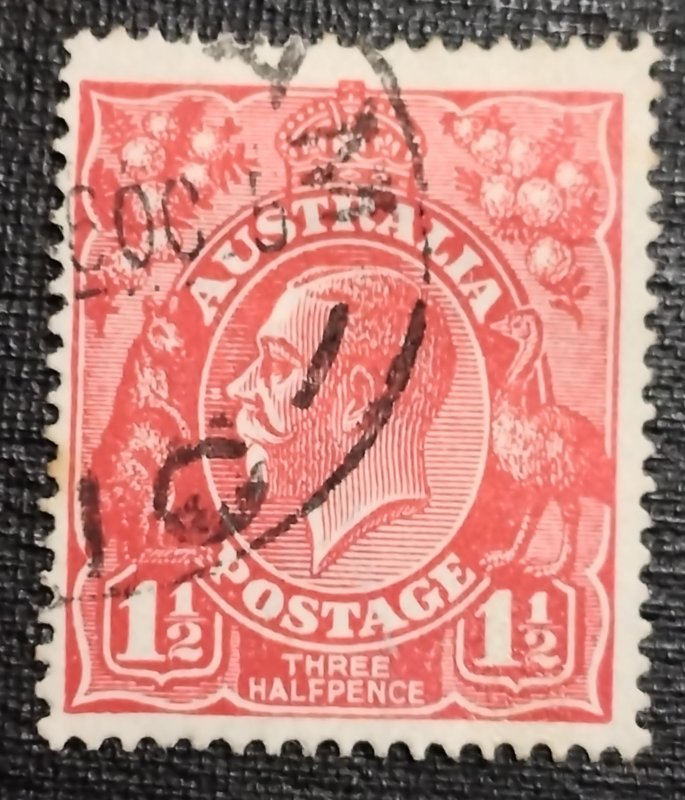 AUSTRALIA
POSTAGE
1½ 1½
THREE
HALFPENCE